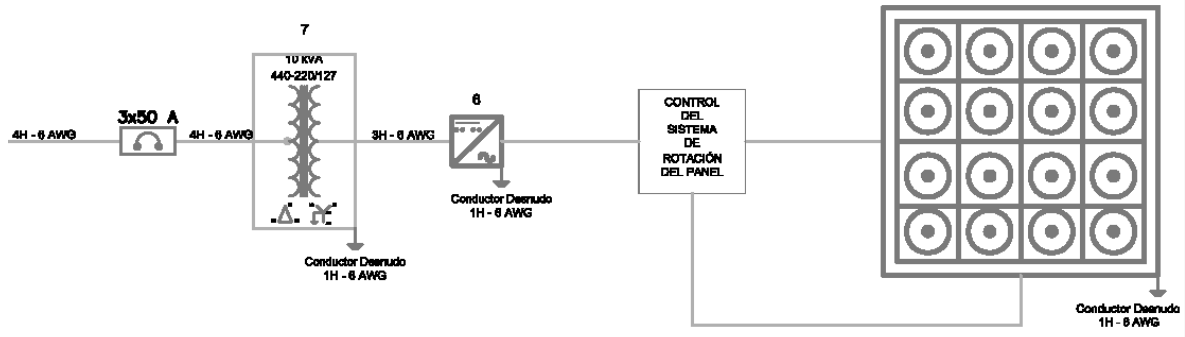 7
10 kVA
440-220/127
3x50 A
4H - 6 AWG
4H - 6 AWG
3H - 6 AWG
6
Conductor Desnudo
1H - 6 AWG
Conductor Desnudo
1H - 6 AWG
CONTROL
DEL
SISTEMA
DE
ROTACIÓN
DEL PANEL
Conductor Desnudo
1H - 6 AWG